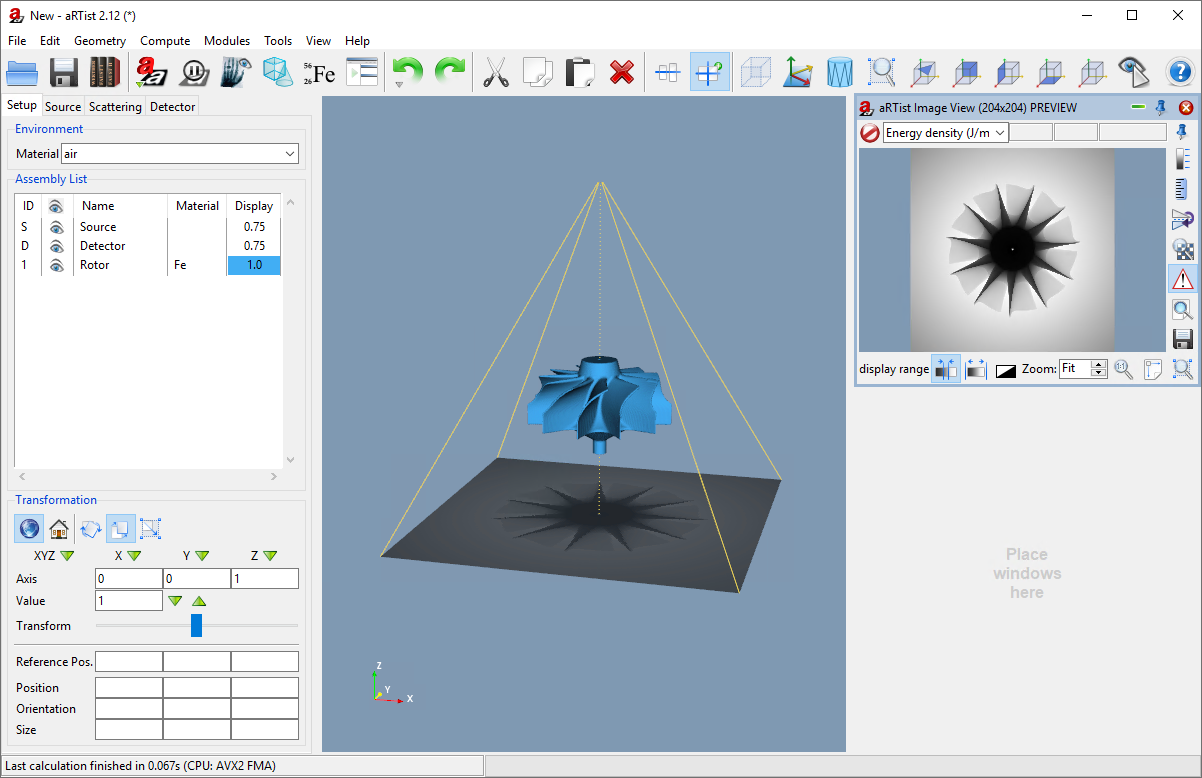 New - aRTist 2.12 (*)
File Edit Geometry Compute Modules Tools View Help
56
26 Fe
Setup Source Scattering Detector
Environment
Material air
Assembly List
ID Name Material Display
S Source 0.75
D Detector 0.75
1 Rotor Fe 1.0
Transformation
XYZ X Y Z
Axis 0 0 1
Value 1
Transform
Reference Pos.
Position
Orientation
Size
Z
Y
X
aRTist Image View (204x204) PREVIEW
Energy density (J/m
display range Zoom: Fit 1:1
Place
windows
here
Last calculation finished in 0.067s (CPU: AVX2 FMA)